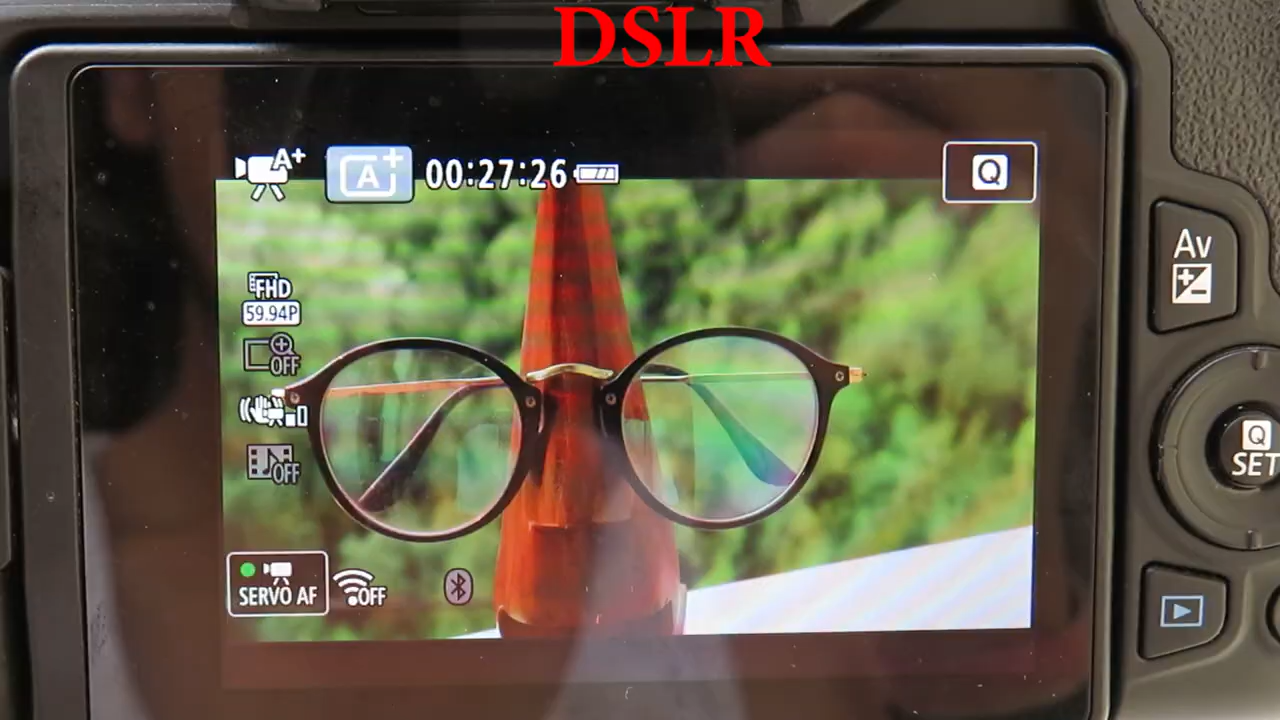 DSLR
A+
A+
00:27:26
Q
FHD
59.94P
OFF
OFF
SERVO AF
OFF
Av
Q
SET